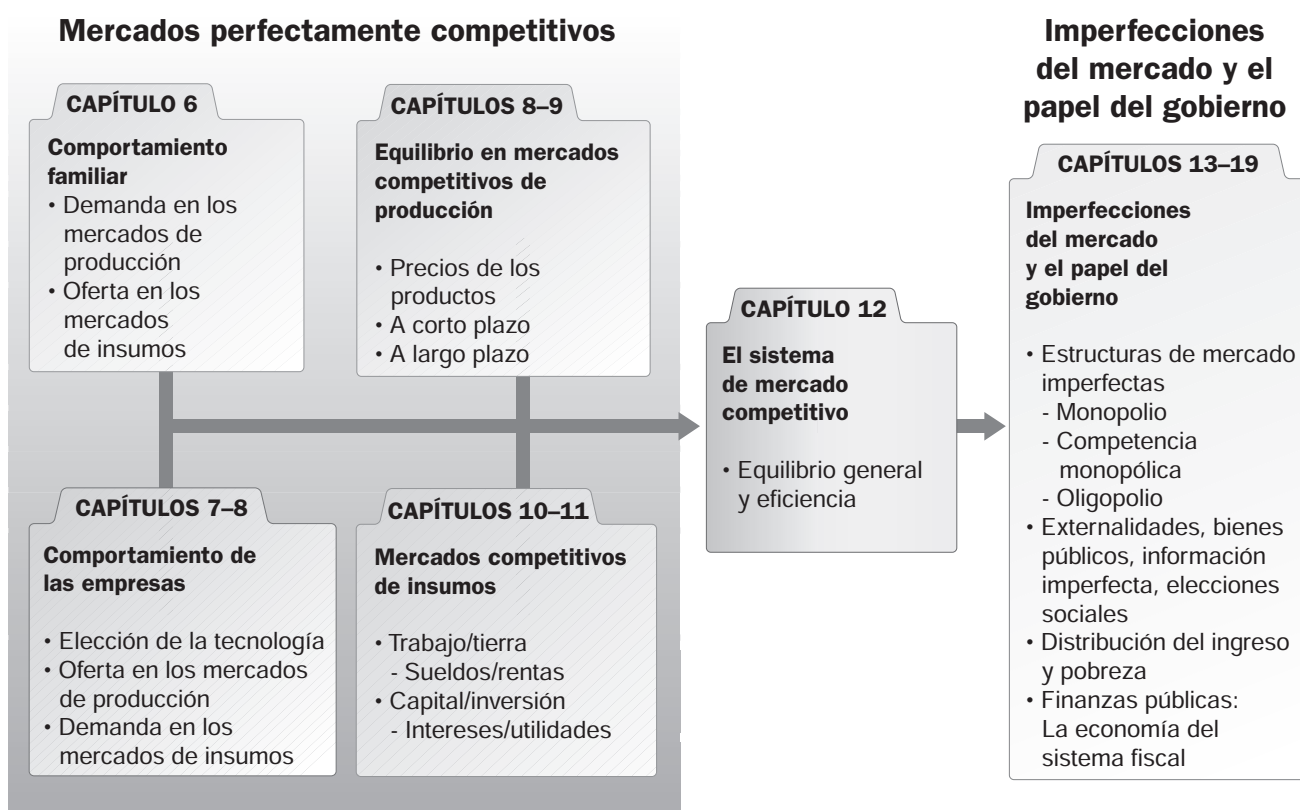 Mercados perfectamente competitivos
CAPÍTULO 6
Comportamiento
familiar
• Demanda en los
mercados de
producción
• Oferta en los
mercados
de insumos
CAPÍTULOS 8–9
Equilibrio en mercados
competitivos de
producción
• Precios de los
productos
• A corto plazo
• A largo plazo
CAPÍTULOS 7–8
Comportamiento de
las empresas
• Elección de la tecnología
• Oferta en los mercados
de producción
• Demanda en los
mercados de insumos
CAPÍTULOS 10–11
Mercados competitivos
de insumos
• Trabajo/tierra
- Sueldos/rentas
• Capital/inversión
- Intereses/utilidades
CAPÍTULO 12
El sistema
de mercado
competitivo
• Equilibrio general
y eficiencia
Imperfecciones
del mercado y el
papel del gobierno
CAPÍTULOS 13–19
Imperfecciones
del mercado
y el papel del
gobierno
• Estructuras de mercado
imperfectas
- Monopolio
- Competencia
monopólica
- Oligopolio
• Externalidades, bienes
públicos, información
imperfecta, elecciones
sociales
• Distribución del ingreso
y pobreza
• Finanzas públicas:
La economía del
sistema fiscal